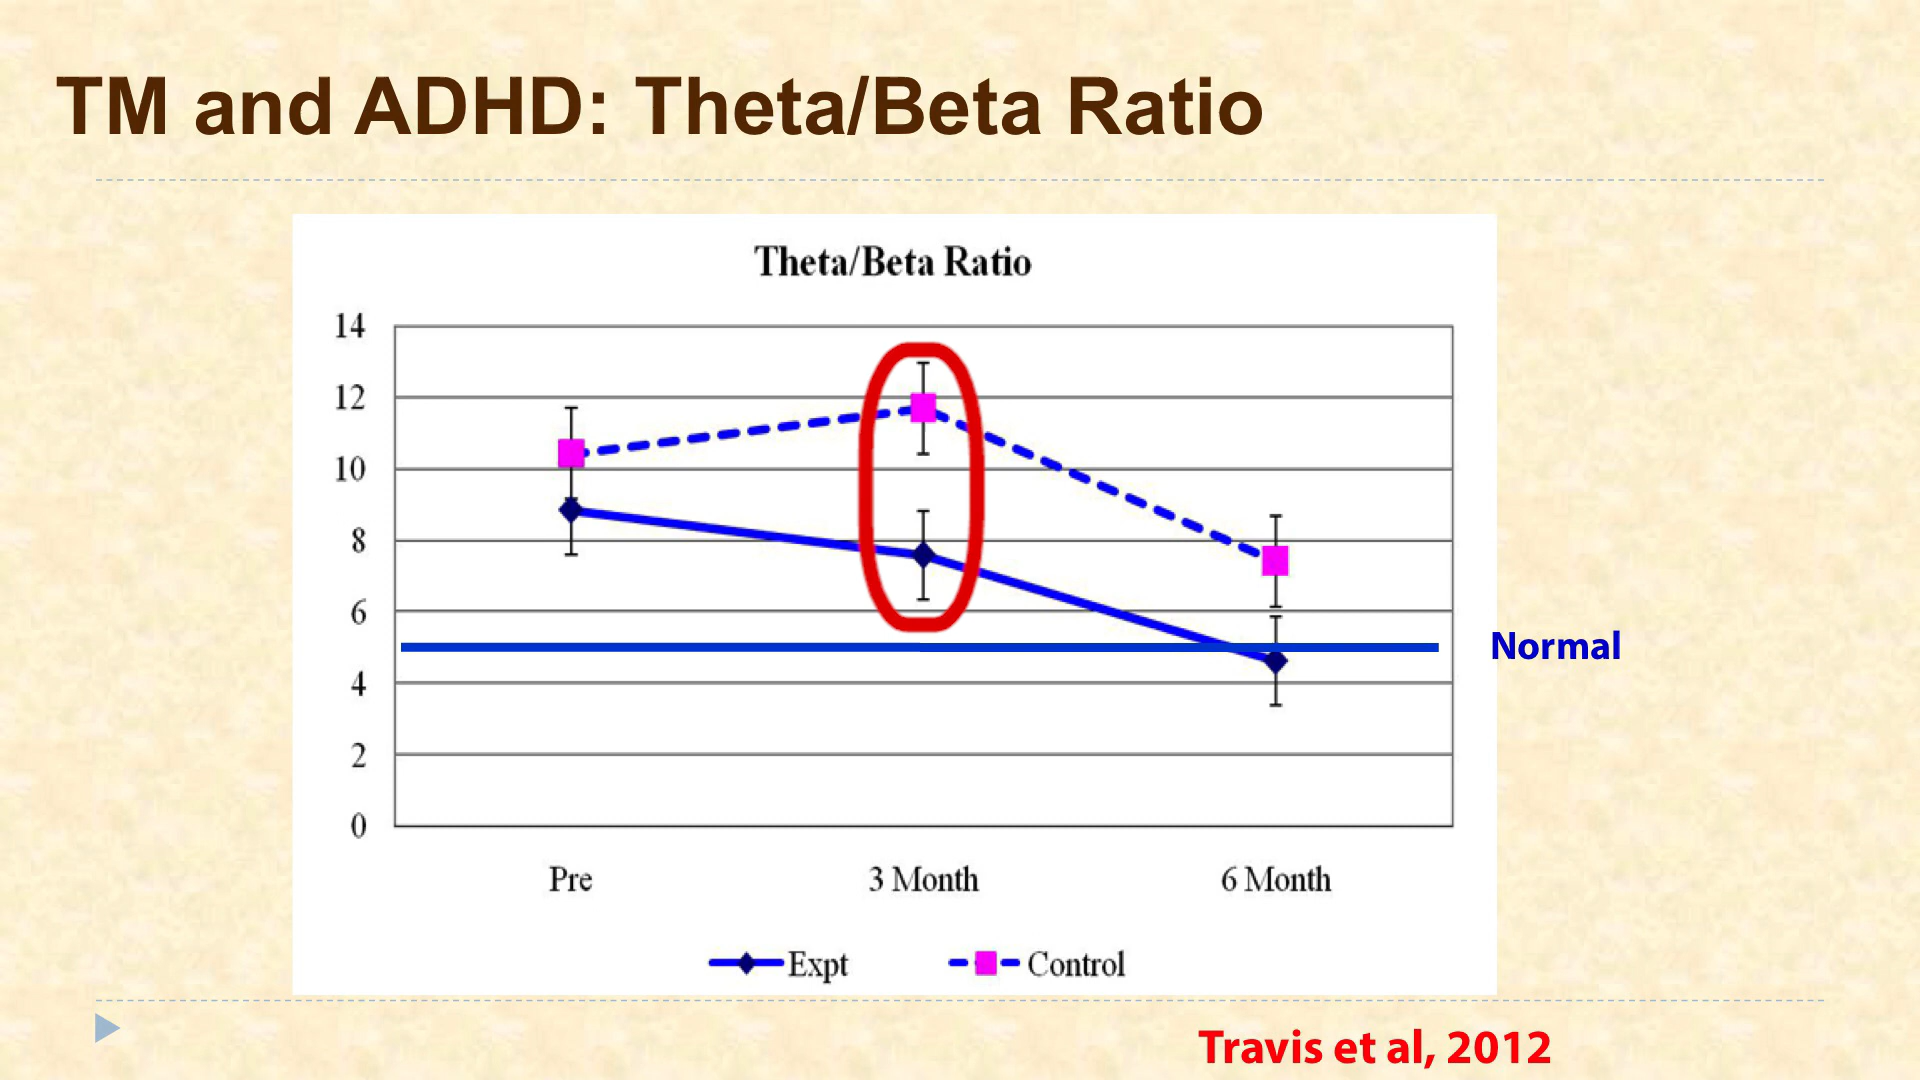 TM and ADHD: Theta/Beta Ratio
Theta/Beta Ratio
14
12
10
8
6
4
2
0
Normal
Pre 3 Month 6 Month
Expt Control
Travis et al, 2012